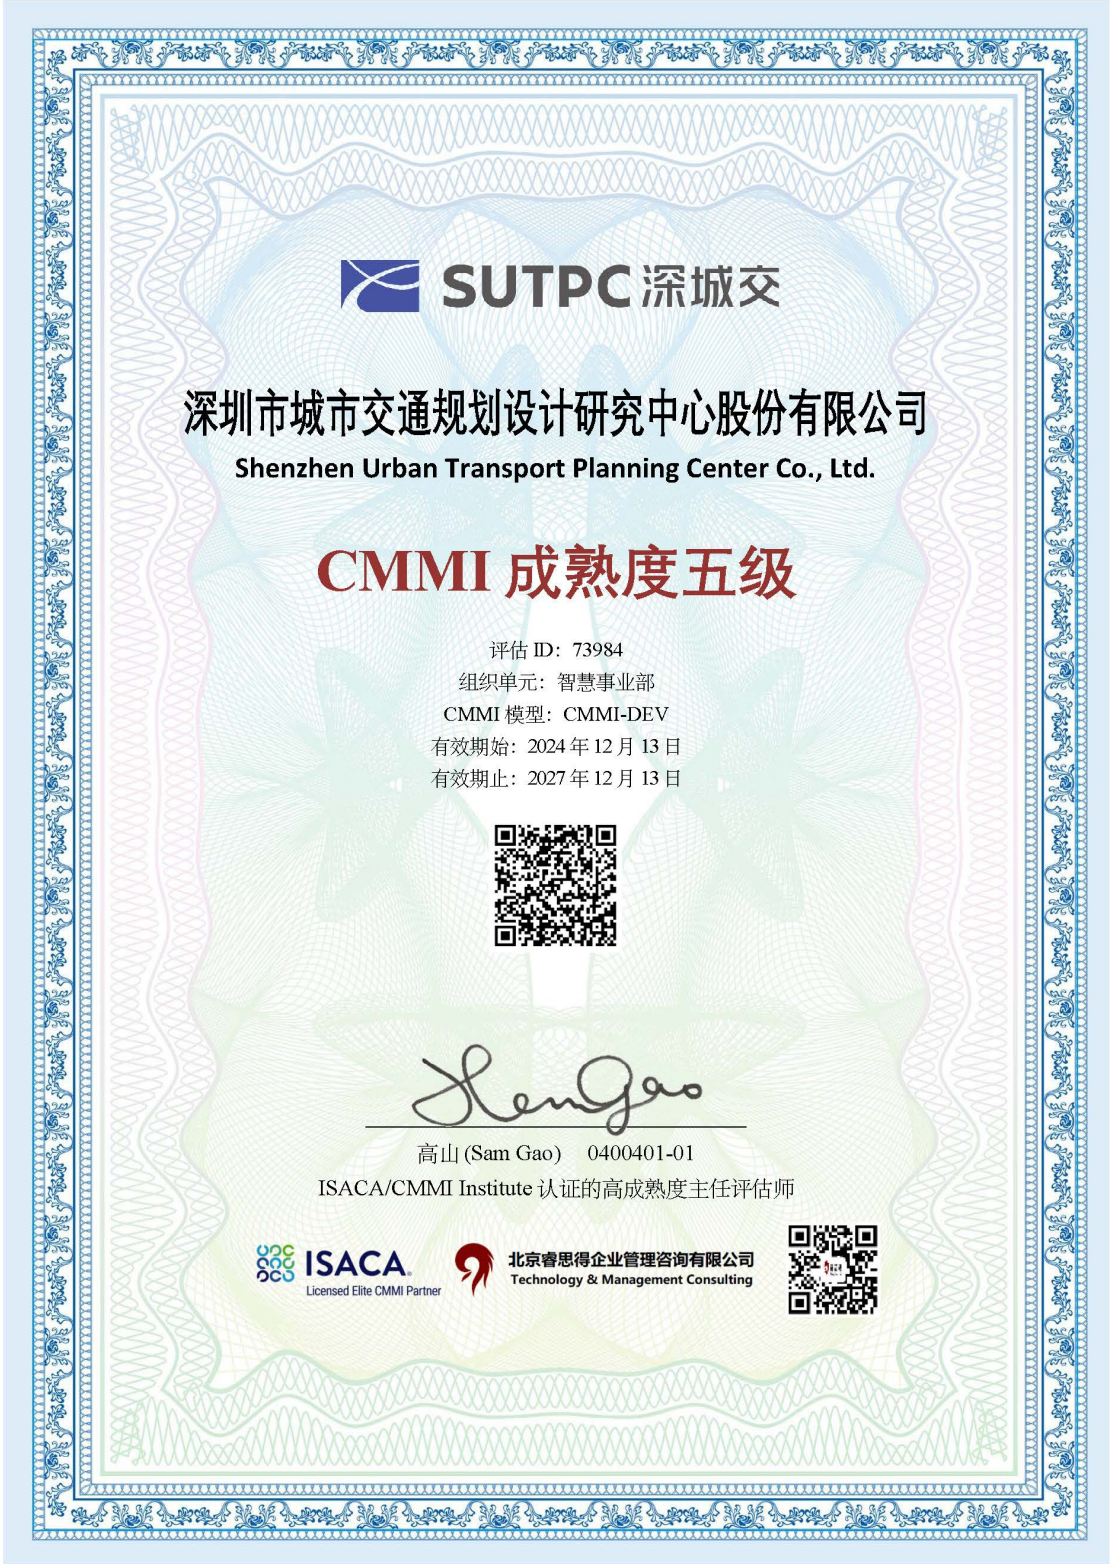 SUTPC 深城交
深圳市城市交通规划设计研究中心股份有限公司
Shenzhen Urban Transport Planning Center Co., Ltd.
CMMI 成熟度五级
评估 ID：73984
组织单元：智慧事业部
CMMI 模型：CMMI-DEV
有效期始：2024 年 12 月 13 日
有效期止：2027 年 12 月 13 日
高山 (Sam Gao) 0400401-01
ISACA/CMMI Institute 认证的高成熟度主任评估师
ISACA.
Licensed Elite CMMI Partner
北京睿思得企业管理咨询有限公司
Technology & Management Consulting